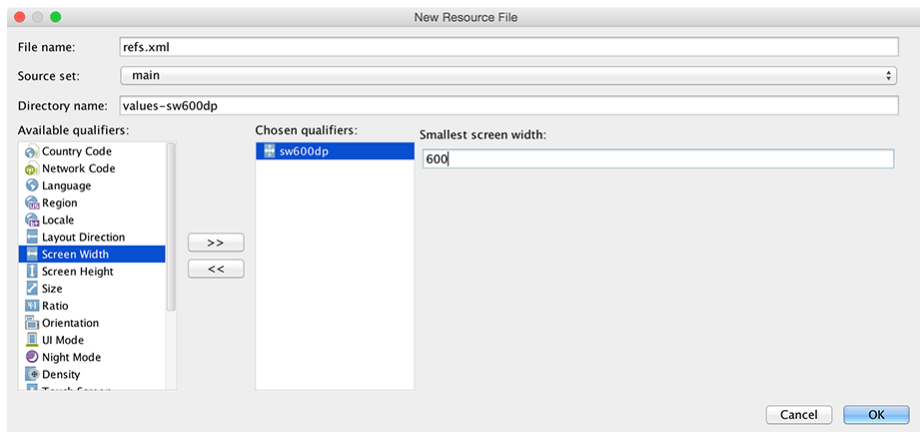 New Resource File
File name: refs.xml
Source set: main
Directory name: values-sw600dp
Available qualifiers:
Country Code
Network Code
Language
Region
Locale
Layout Direction
Screen Width
Screen Height
Size
Ratio
Orientation
UI Mode
Night Mode
Density
>>
<<
Chosen qualifiers:
sw600dp
Smallest screen width:
600
Cancel OK